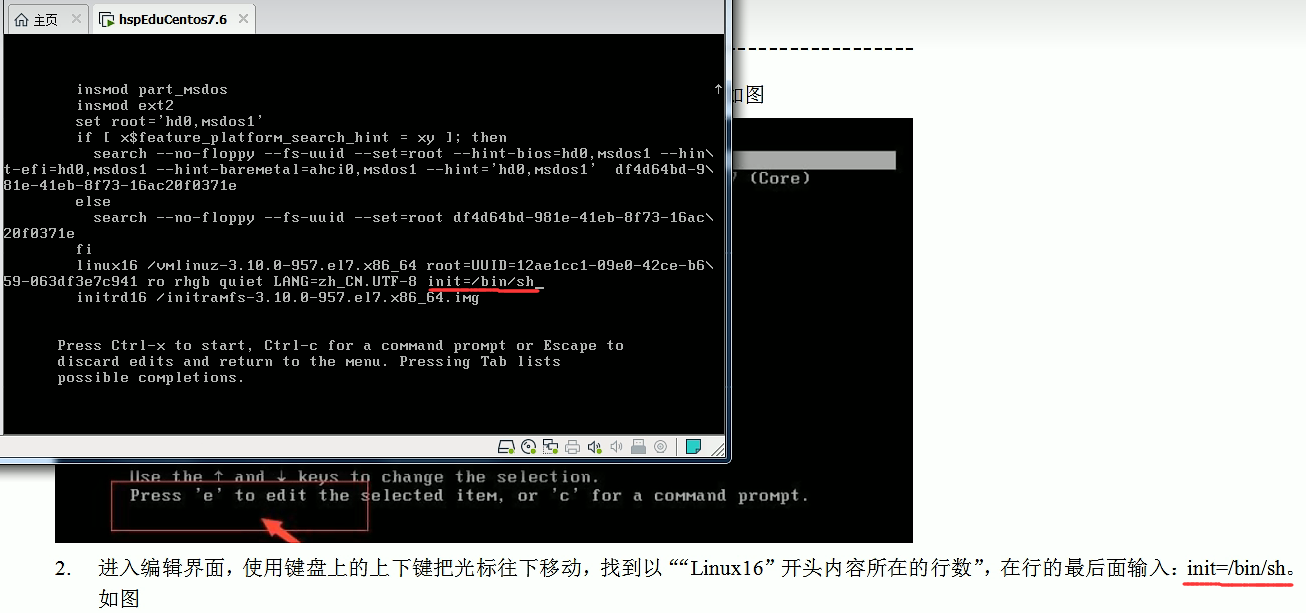 主页
hspEduCentos7.6
insmod part_msdos
insmod ext2
set root='hd0,msdos1'
if [ x$feature_platform_search_hint = xy ]; then
search --no-floppy --fs-uuid --set=root --hint-bios=hd0,msdos1 --hin\
t-efi=hd0,msdos1 --hint-baremetal=ahci0,msdos1 --hint='hd0,msdos1'  df4d64bd-9\
81e-41eb-8f73-16ac20f0371e
else
search --no-floppy --fs-uuid --set=root df4d64bd-981e-41eb-8f73-16ac\
20f0371e
fi
linux16 /vmlinuz-3.10.0-957.el7.x86_64 root=UUID=12ae1cc1-09e0-42ce-b6\
59-063df3e7c941 ro rhgb quiet LANG=zh_CN.UTF-8 init=/bin/sh_
initrd16 /initramfs-3.10.0-957.el7.x86_64.img
Press Ctrl-x to start, Ctrl-c for a command prompt or Escape to
discard edits and return to the menu. Pressing Tab lists
possible completions.
如图
(Core)
Use the ↑ and ↓ keys to change the selection.
Press 'e' to edit the selected item, or 'c' for a command prompt.
2. 进入编辑界面，使用键盘上的上下键把光标往下移动，找到以““Linux16”开头内容所在的行数”，在行的最后面输入：init=/bin/sh。
如图